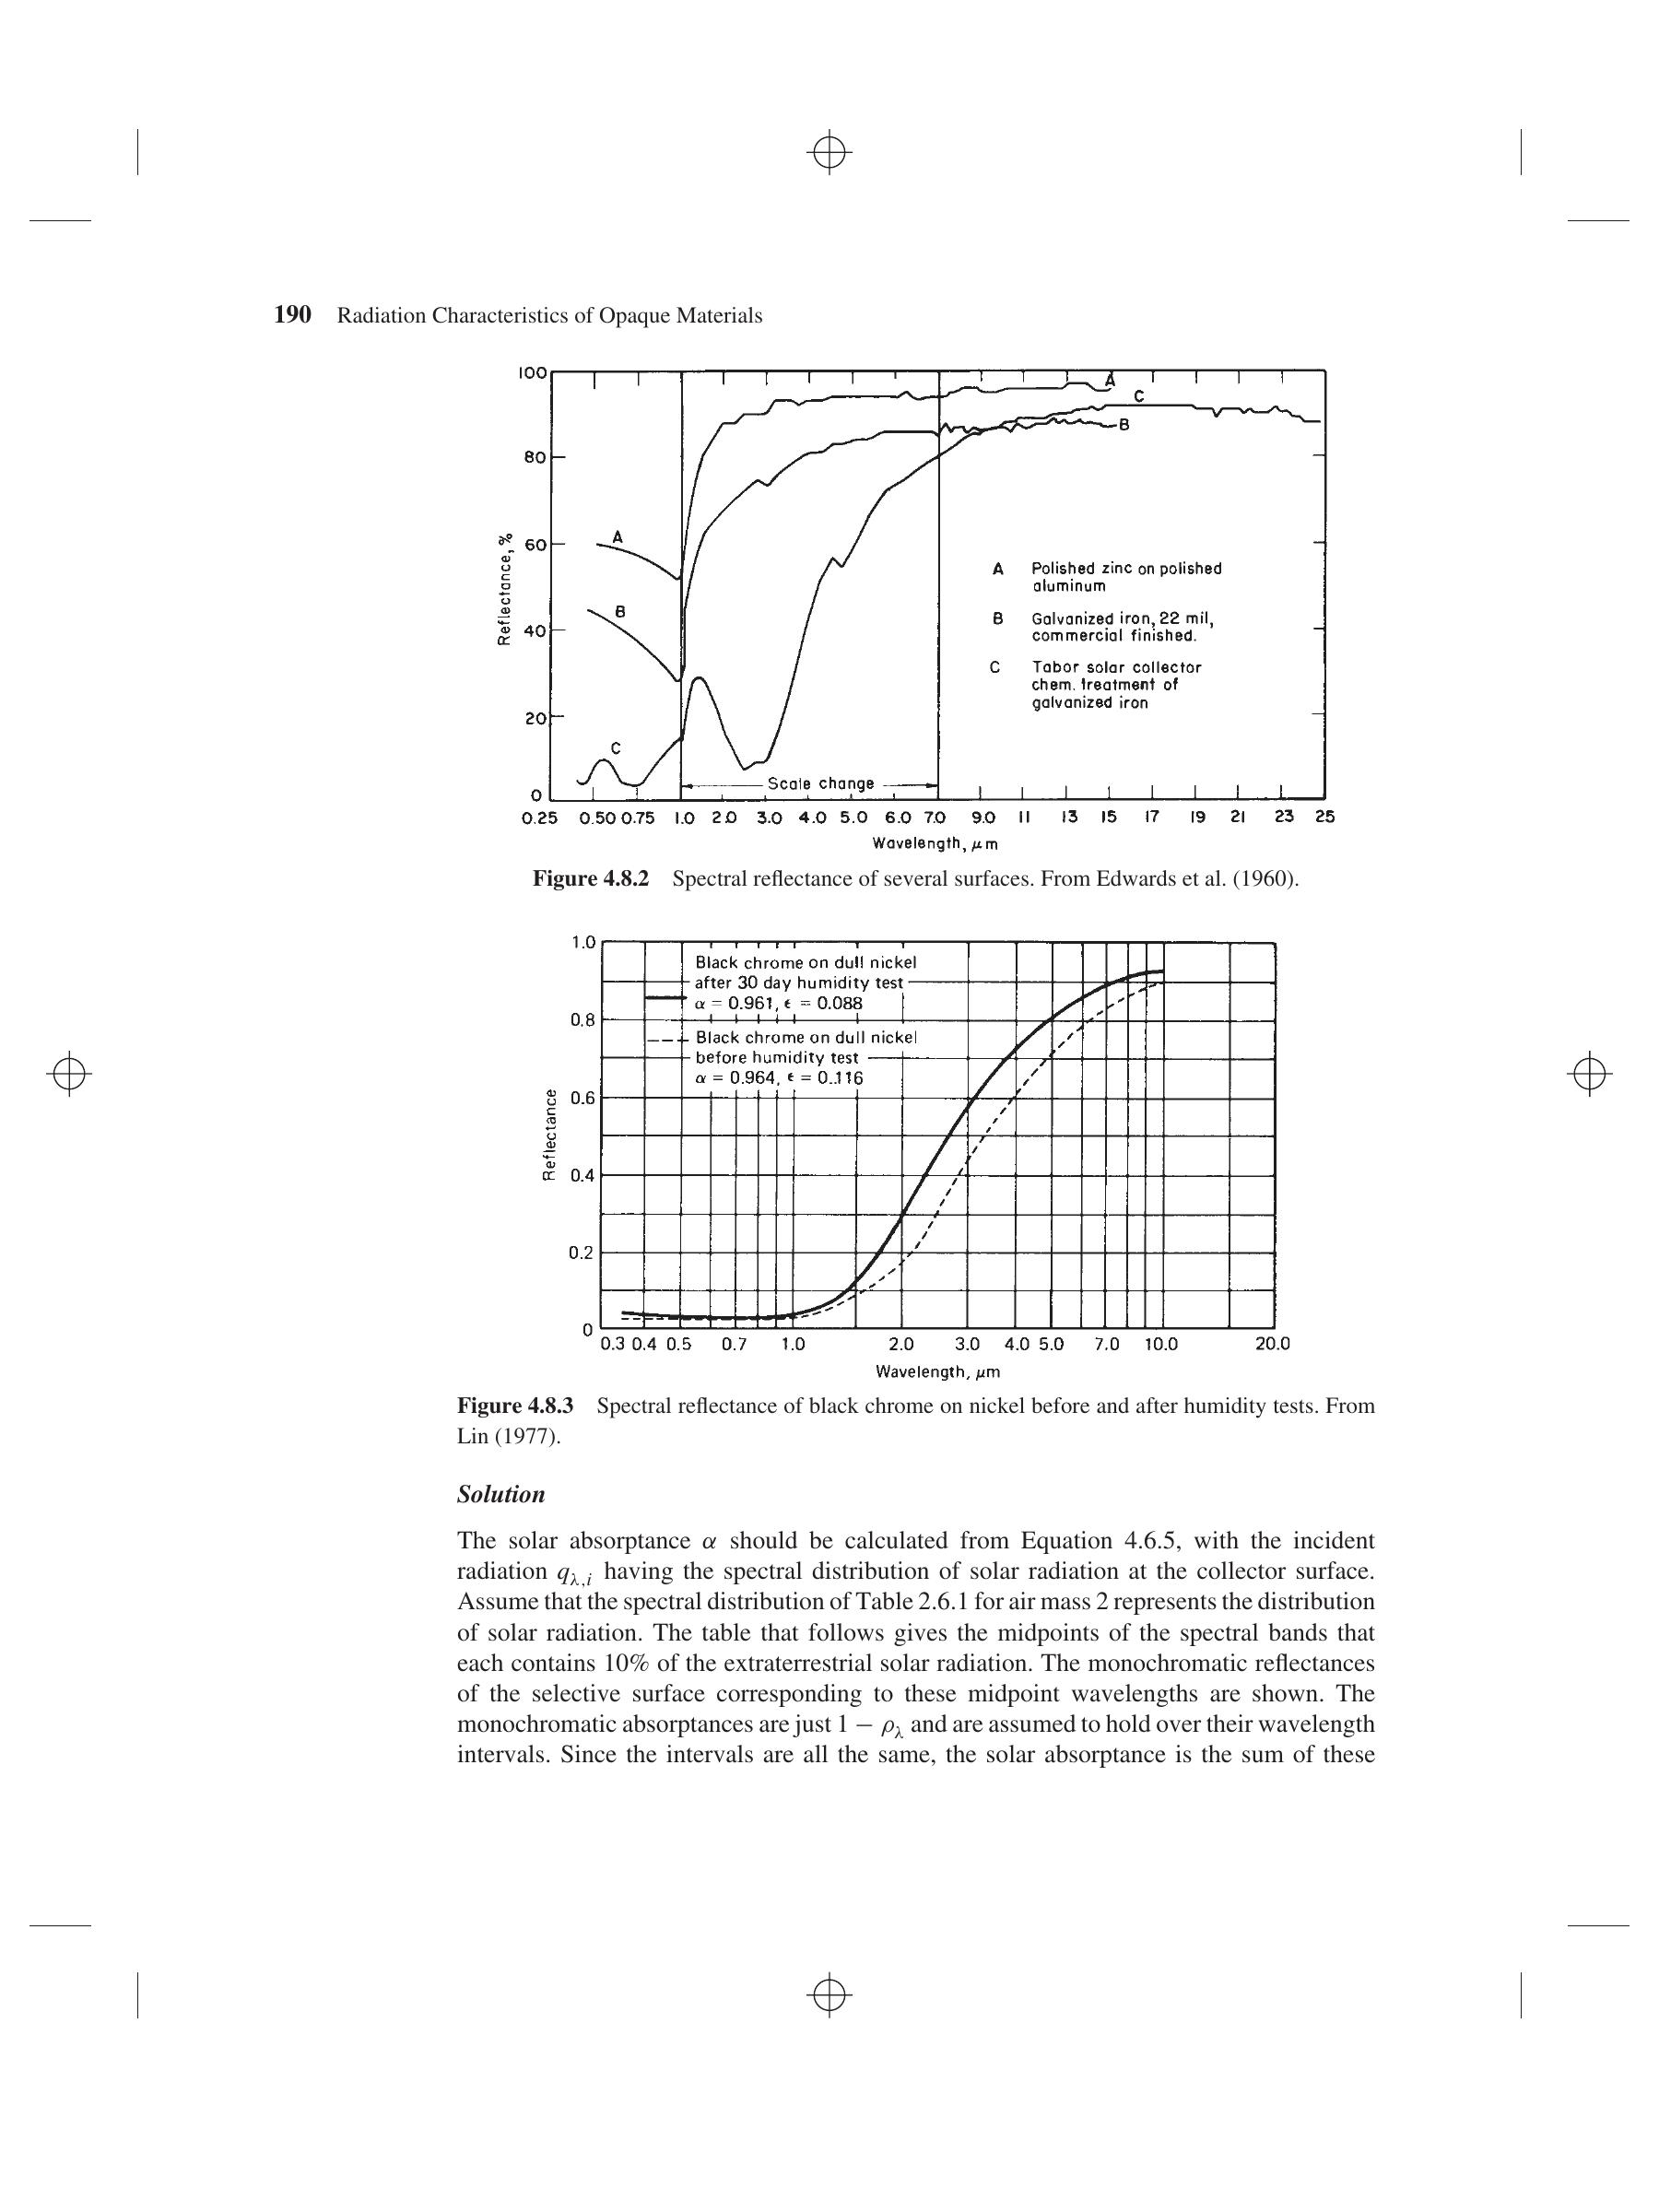 190 Radiation Characteristics of Opaque Materials
100
80
60
40
20
0
Reflectance, %
A
B
C
A
C
B
A Polished zinc on polished
aluminum
B Galvanized iron, 22 mil,
commercial finished.
C Tabor solar collector
chem. treatment of
galvanized iron
Scale change
0.25 0.50 0.75 1.0 2.0 3.0 4.0 5.0 6.0 7.0 9.0 11 13 15 17 19 21 23 25
Wavelength, μm
Figure 4.8.2 Spectral reflectance of several surfaces. From Edwards et al. (1960).
1.0
0.8
0.6
0.4
0.2
0
Reflectance
Black chrome on dull nickel
after 30 day humidity test
α = 0.961, ϵ = 0.088
Black chrome on dull nickel
before humidity test
α = 0.964, ϵ = 0.116
0.3 0.4 0.5 0.7 1.0 2.0 3.0 4.0 5.0 7.0 10.0 20.0
Wavelength, μm
Figure 4.8.3 Spectral reflectance of black chrome on nickel before and after humidity tests. From
Lin (1977).
Solution
The solar absorptance α should be calculated from Equation 4.6.5, with the incident
radiation qλ,i having the spectral distribution of solar radiation at the collector surface.
Assume that the spectral distribution of Table 2.6.1 for air mass 2 represents the distribution
of solar radiation. The table that follows gives the midpoints of the spectral bands that
each contains 10% of the extraterrestrial solar radiation. The monochromatic reflectances
of the selective surface corresponding to these midpoint wavelengths are shown. The
monochromatic absorptances are just 1 − ρλ and are assumed to hold over their wavelength
intervals. Since the intervals are all the same, the solar absorptance is the sum of these